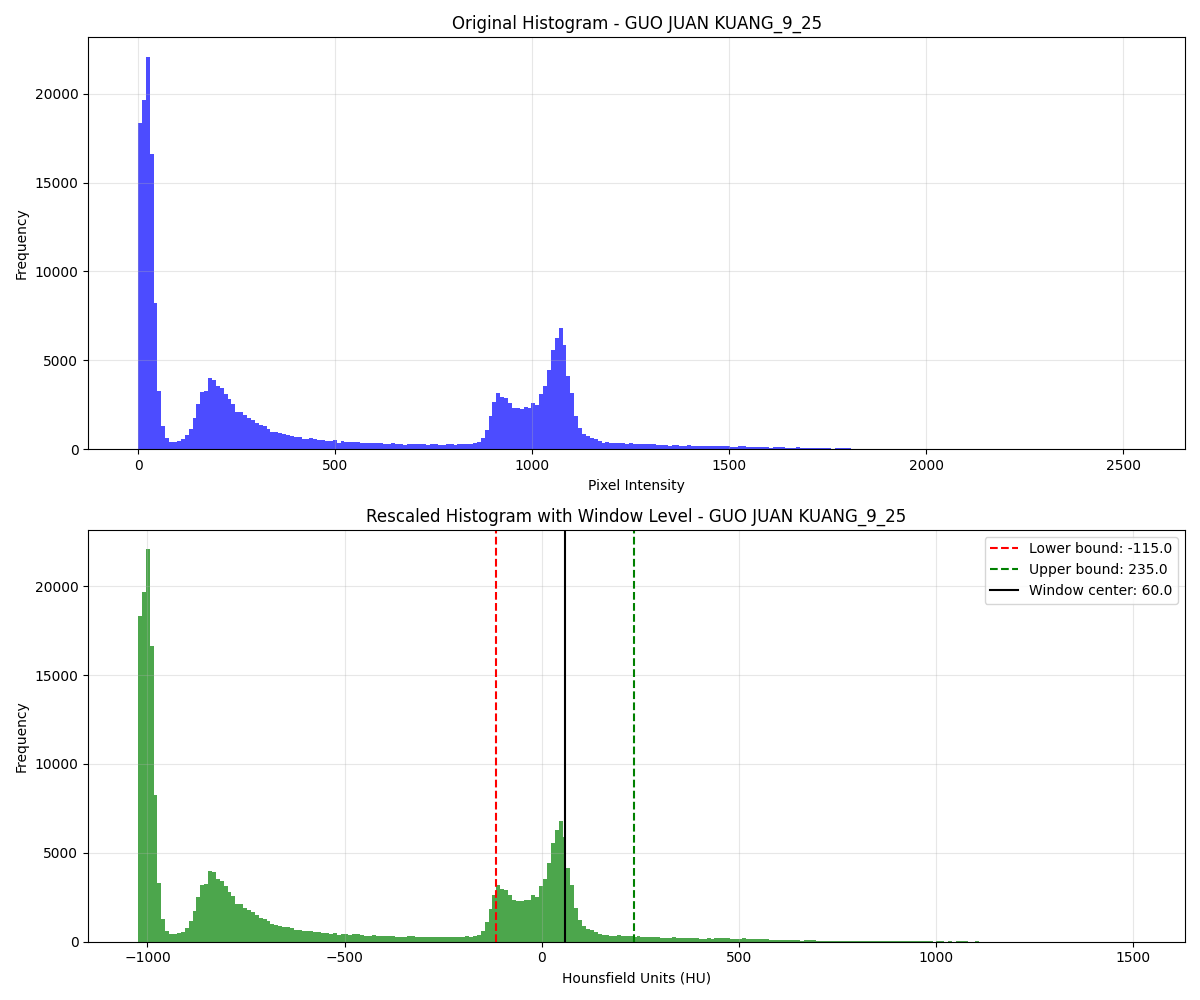 Original Histogram - GUO JUAN KUANG_9_25
20000
15000
10000
5000
0
Frequency
0 500 1000 1500 2000 2500
Pixel Intensity
Rescaled Histogram with Window Level - GUO JUAN KUANG_9_25
Lower bound: -115.0
Upper bound: 235.0
Window center: 60.0
20000
15000
10000
5000
0
Frequency
−1000 −500 0 500 1000 1500
Hounsfield Units (HU)